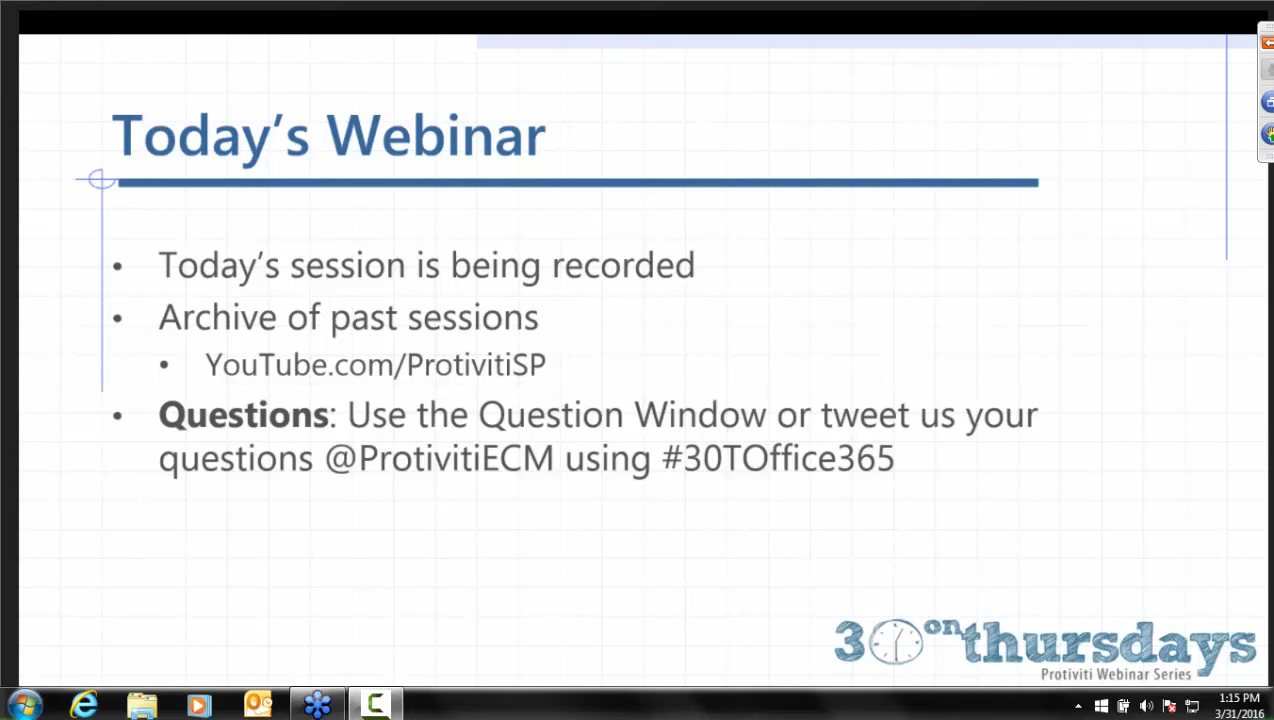 Today's Webinar
• Today's session is being recorded
• Archive of past sessions
• YouTube.com/ProtivitiSP
• Questions: Use the Question Window or tweet us your
questions @ProtivitiECM using #30TOffice365
30 on thursdays
Protiviti Webinar Series
1:15 PM
3/31/2016